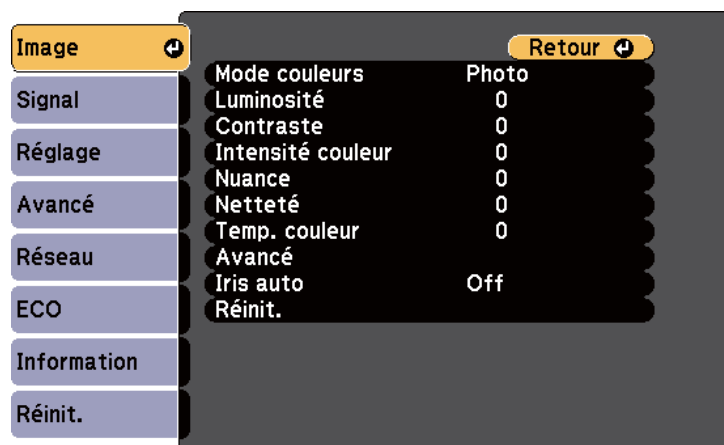 Image
Signal
Réglage
Avancé
Réseau
ECO
Information
Réinit.
Retour
Mode couleurs Photo
Luminosité 0
Contraste 0
Intensité couleur 0
Nuance 0
Netteté 0
Temp. couleur 0
Avancé
Iris auto Off
Réinit.